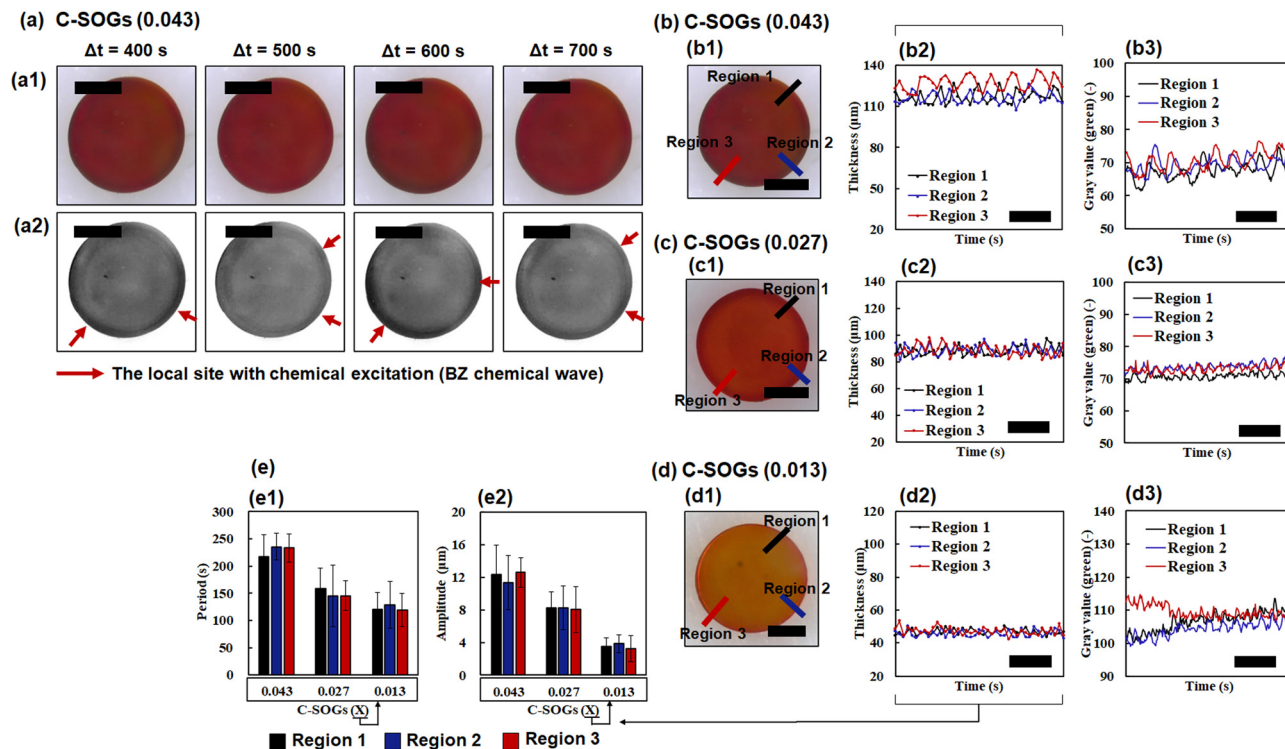 (a) C-SOGs (0.043)
Δt = 400 s Δt = 500 s Δt = 600 s Δt = 700 s
(a1)
(a2)
The local site with chemical excitation (BZ chemical wave)
(b) C-SOGs (0.043)
(b1)
Region 1
Region 3
Region 2
(b2)
140
110
80
50
20
Thickness (μm)
Region 1
Region 2
Region 3
Time (s)
(b3)
100
90
80
70
60
50
Gray value (green) (-)
Region 1
Region 2
Region 3
Time (s)
(c) C-SOGs (0.027)
(c1)
Region 1
Region 2
Region 3
(c2)
140
120
100
80
60
40
20
Thickness (μm)
Region 1
Region 2
Region 3
Time (s)
(c3)
100
90
80
70
60
50
Gray value (green) (-)
Region 1
Region 2
Region 3
Time (s)
(d) C-SOGs (0.013)
(d1)
Region 1
Region 2
Region 3
(d2)
120
100
80
60
40
20
Thickness (μm)
Region 1
Region 2
Region 3
Time (s)
(d3)
140
130
120
110
100
90
Gray value (green) (-)
Region 1
Region 2
Region 3
Time (s)
(e)
(e1)
300
250
200
150
100
50
0
Period (s)
0.043 0.027 0.013
C-SOGs (X)
(e2)
20
16
12
8
4
0
Amplitude (μm)
0.043 0.027 0.013
C-SOGs (X)
Region 1 Region 2 Region 3